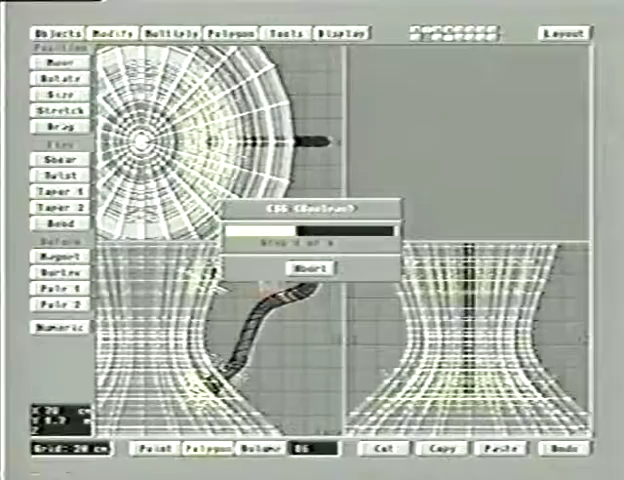 Objects Modify Multiply Polygon Tools Display Layout
Position
Move
Rotate
Size
Stretch
Drag
Shear
Twist
Taper 1
Taper 2
Bend
Deform
Magnet
Vortex
Pole 1
Pole 2
Numeric
CSG (Boolean)
Abort
Grid: 20 cm Point Polygon Volume Cut Copy Paste Undo